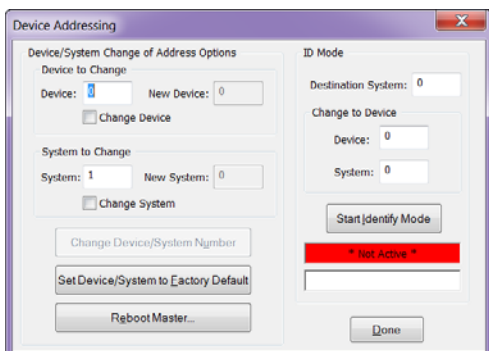 Device Addressing
Device/System Change of Address Options
Device to Change
Device: 0 New Device: 0
Change Device
System to Change
System: 1 New System: 0
Change System
Change Device/System Number
Set Device/System to Factory Default
Reboot Master...
ID Mode
Destination System: 0
Change to Device
Device: 0
System: 0
Start Identify Mode
* Not Active *
Done